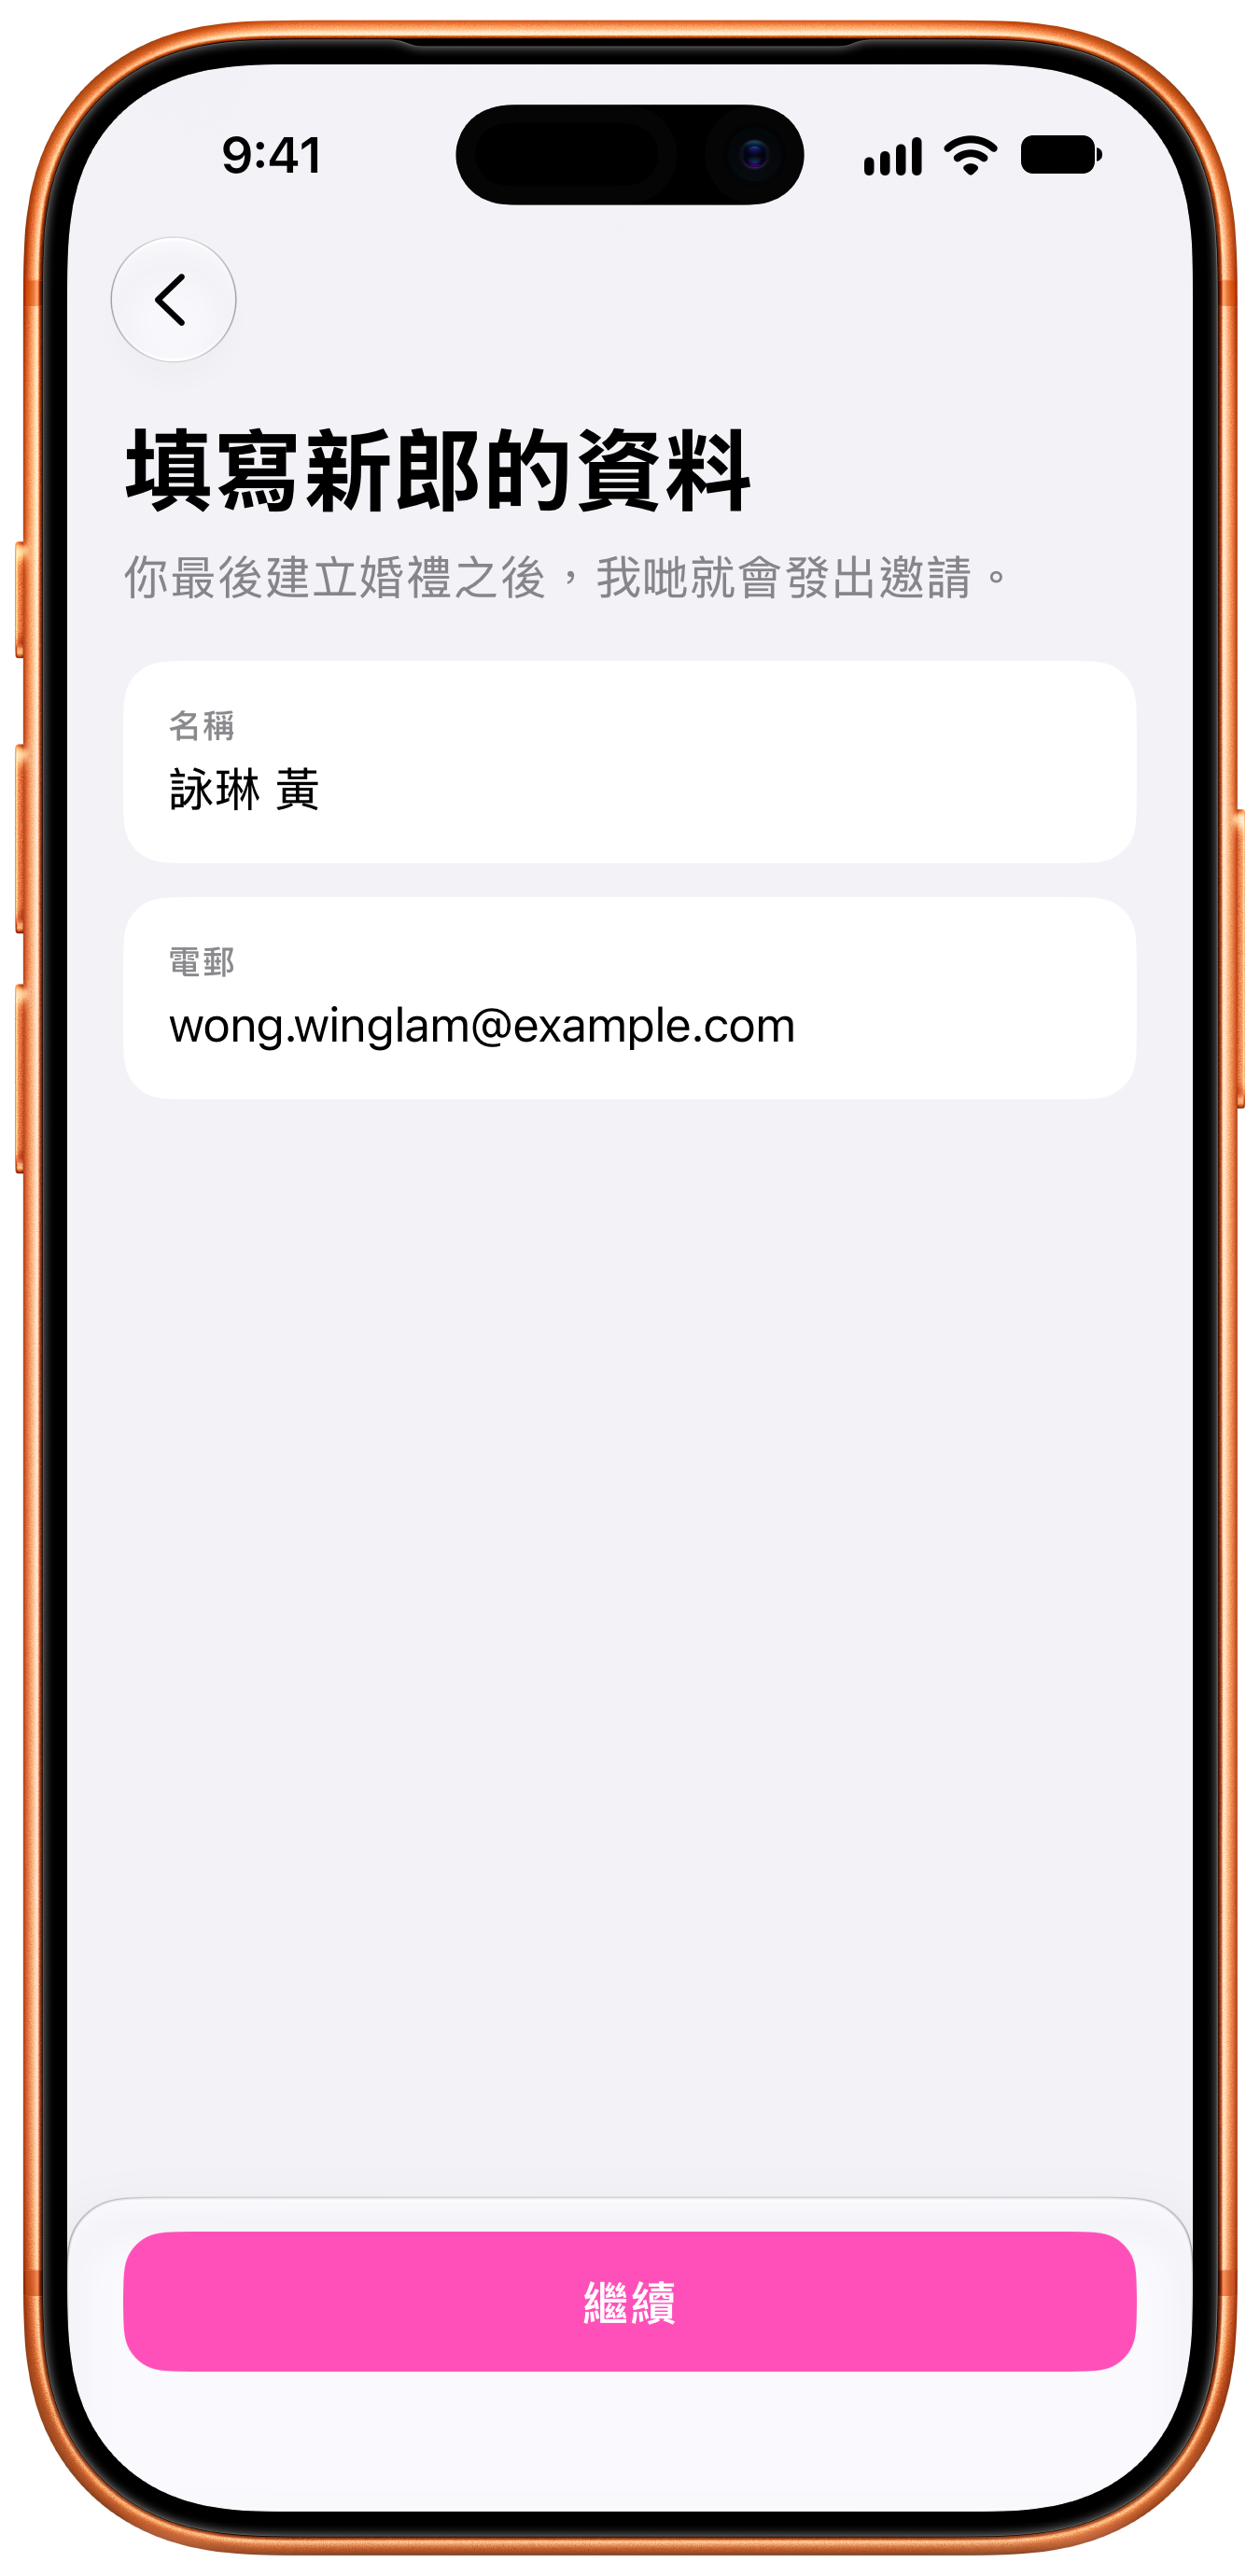 9:41
填寫新郎的資料
你最後建立婚禮之後，我哋就會發出邀請。
名稱
詠琳 黃
電郵
wong.winglam@example.com
繼續